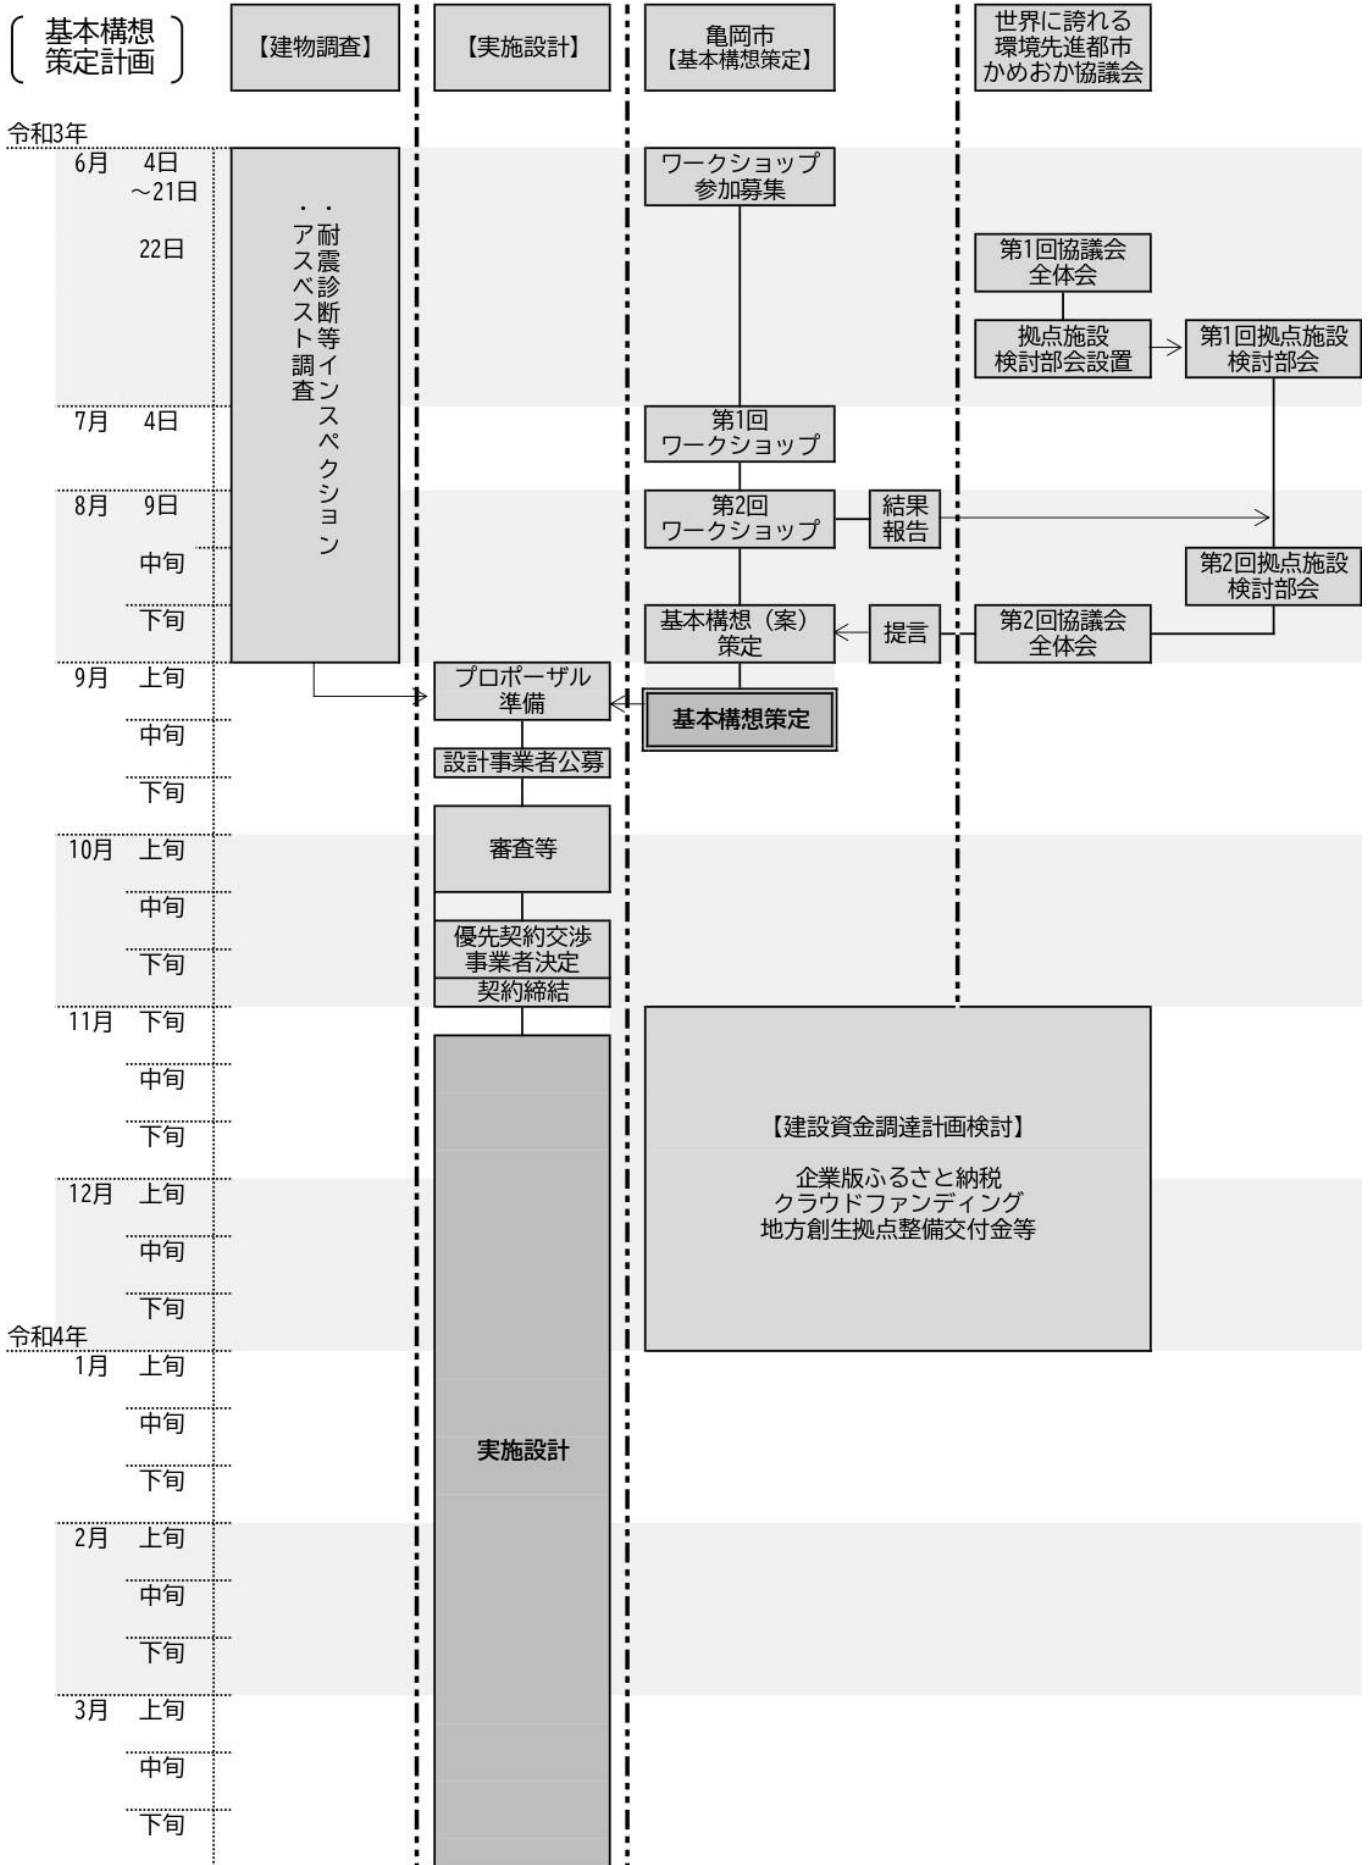 基本構想
策定計画
【建物調査】
【実施設計】
亀岡市
【基本構想策定】
世界に誇れる
環境先進都市
かめおか協議会
令和3年
6月 4日
～21日
22日
・耐震診断等インスペクション
・アスベスト調査
ワークショップ
参加募集
第1回協議会
全体会
拠点施設
検討部会設置
第1回拠点施設
検討部会
7月 4日
第1回
ワークショップ
8月 9日
第2回
ワークショップ
結果
報告
中旬
第2回拠点施設
検討部会
下旬
基本構想（案）
策定
提言
第2回協議会
全体会
9月 上旬
プロポーザル
準備
基本構想策定
中旬
設計事業者公募
下旬
審査等
10月 上旬
中旬
優先契約交渉
事業者決定
下旬
契約締結
11月 下旬
中旬
下旬
【建設資金調達計画検討】
企業版ふるさと納税
クラウドファンディング
地方創生拠点整備交付金等
12月 上旬
中旬
下旬
令和4年
1月 上旬
中旬
実施設計
下旬
2月 上旬
中旬
下旬
3月 上旬
中旬
下旬